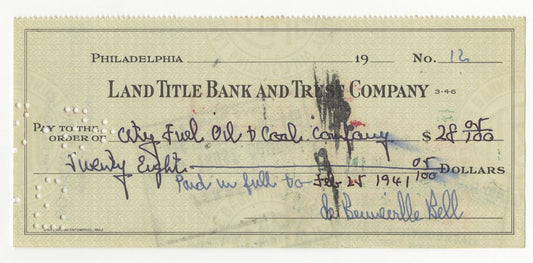 PHILADELPHIA 19 No. 12
LAND TITLE BANK AND TRUST COMPANY 3-46
PAY TO THE ORDER OF City Fuel Oil & Coal Company $ 28 05/100
Twenty Eight 05/100 DOLLARS
Paid in full to Feb 25 1941
de Benneville Bell